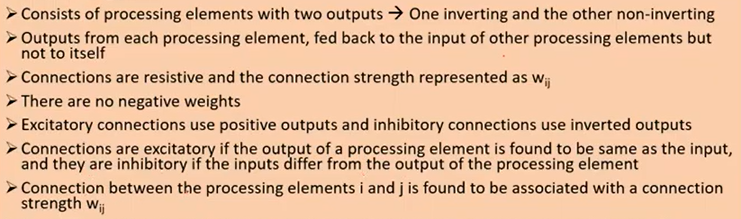 ➤ Consists of processing elements with two outputs → One inverting and the other non-inverting
➤ Outputs from each processing element, fed back to the input of other processing elements but
not to itself
➤ Connections are resistive and the connection strength represented as wij
➤ There are no negative weights
➤ Excitatory connections use positive outputs and inhibitory connections use inverted outputs
➤ Connections are excitatory if the output of a processing element is found to be same as the input,
and they are inhibitory if the inputs differ from the output of the processing element
➤ Connection between the processing elements i and j is found to be associated with a connection
strength wij